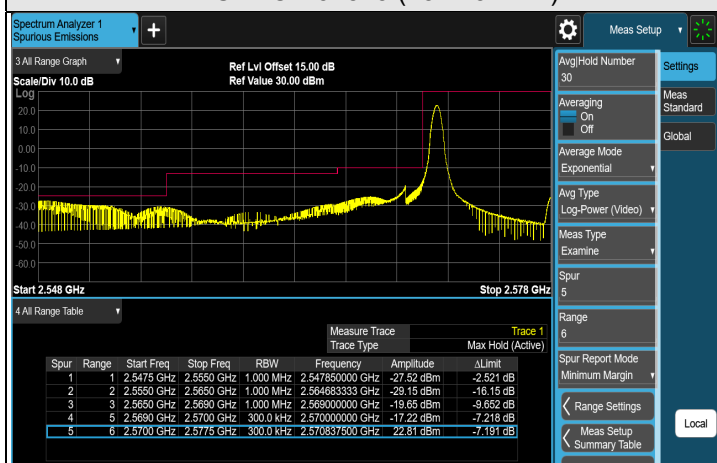 Spectrum Analyzer 1
Spurious Emissions
Meas Setup
3 All Range Graph
Ref Lvl Offset 15.00 dB
Scale/Div 10.0 dB
Ref Value 30.00 dBm
Log
20.0
10.0
0.00
-10.0
-20.0
-30.0
-40.0
-50.0
-60.0
Start 2.548 GHz
Stop 2.578 GHz
4 All Range Table
Measure Trace Trace 1
Trace Type Max Hold (Active)
Spur Range Start Freq Stop Freq RBW Frequency Amplitude ΔLimit
1 1 2.5475 GHz 2.5550 GHz 1.000 MHz 2.547850000 GHz -27.52 dBm -2.521 dB
2 2 2.5550 GHz 2.5650 GHz 1.000 MHz 2.564683333 GHz -29.15 dBm -16.15 dB
3 3 2.5650 GHz 2.5690 GHz 1.000 MHz 2.569000000 GHz -19.65 dBm -9.652 dB
4 5 2.5690 GHz 2.5700 GHz 300.0 kHz 2.570000000 GHz -17.22 dBm -7.218 dB
5 6 2.5700 GHz 2.5775 GHz 300.0 kHz 2.570837500 GHz 22.81 dBm -7.191 dB
Avg|Hold Number
30
Averaging
On
Off
Average Mode
Exponential
Avg Type
Log-Power (Video)
Meas Type
Examine
Spur
5
Range
6
Spur Report Mode
Minimum Margin
Range Settings
Meas Setup
Summary Table
Settings
Meas
Standard
Global
Local